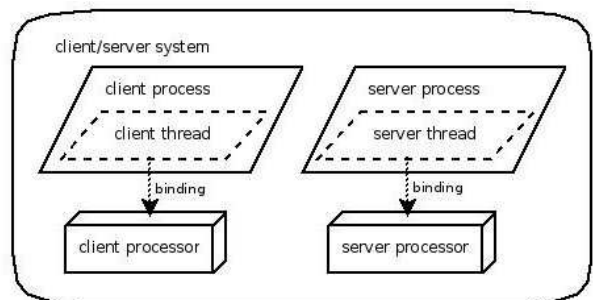 client/server system
client process
server process
client thread
server thread
binding
binding
client processor
server processor